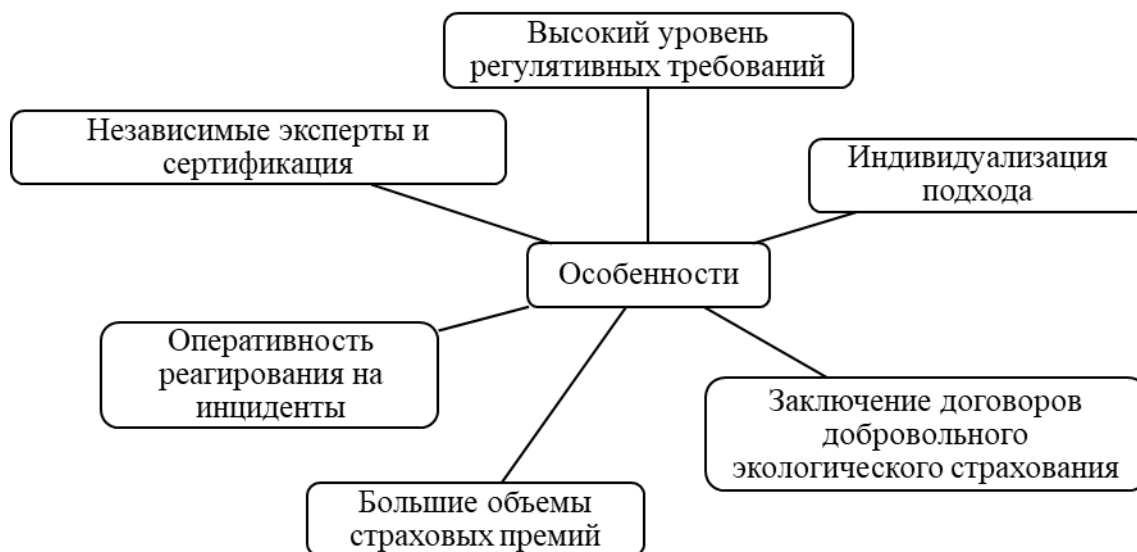 Высокий уровень
регулятивных требований
Независимые эксперты и
сертификация
Индивидуализация
подхода
Особенности
Оперативность
реагирования на
инциденты
Заключение договоров
добровольного
экологического страхования
Большие объемы
страховых премий